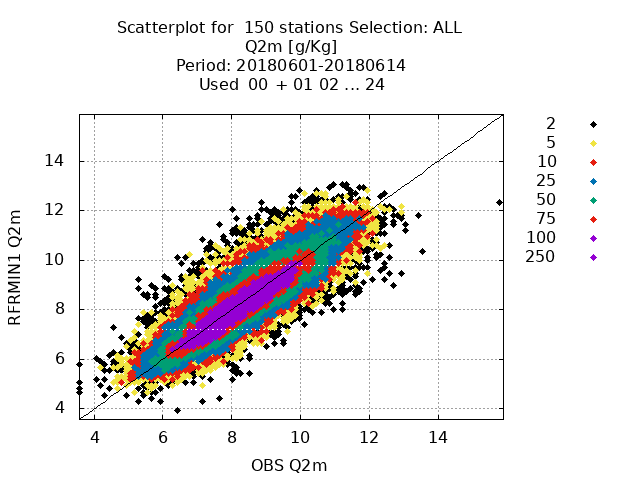 Scatterplot for  150 stations Selection: ALL
Q2m [g/Kg]
Period: 20180601-20180614
Used  00 + 01 02 ... 24
2
5
10
25
50
75
100
250
14
12
10
8
6
4
RFRMIN1 Q2m
4 6 8 10 12 14
OBS Q2m